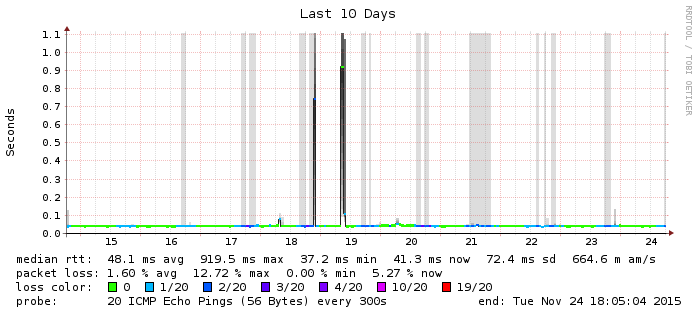 Last 10 Days
RRDTOOL / TOBI OETIKER
Seconds
1.1
1.0
0.9
0.8
0.7
0.6
0.5
0.4
0.3
0.2
0.1
0.0
15 16 17 18 19 20 21 22 23 24
median rtt: 48.1 ms avg 919.5 ms max 37.2 ms min 41.3 ms now 72.4 ms sd 664.6 m am/s
packet loss: 1.60 % avg 12.72 % max 0.00 % min 5.27 % now
loss color: 0 1/20 2/20 3/20 4/20 10/20 19/20
probe: 20 ICMP Echo Pings (56 Bytes) every 300s end: Tue Nov 24 18:05:04 2015